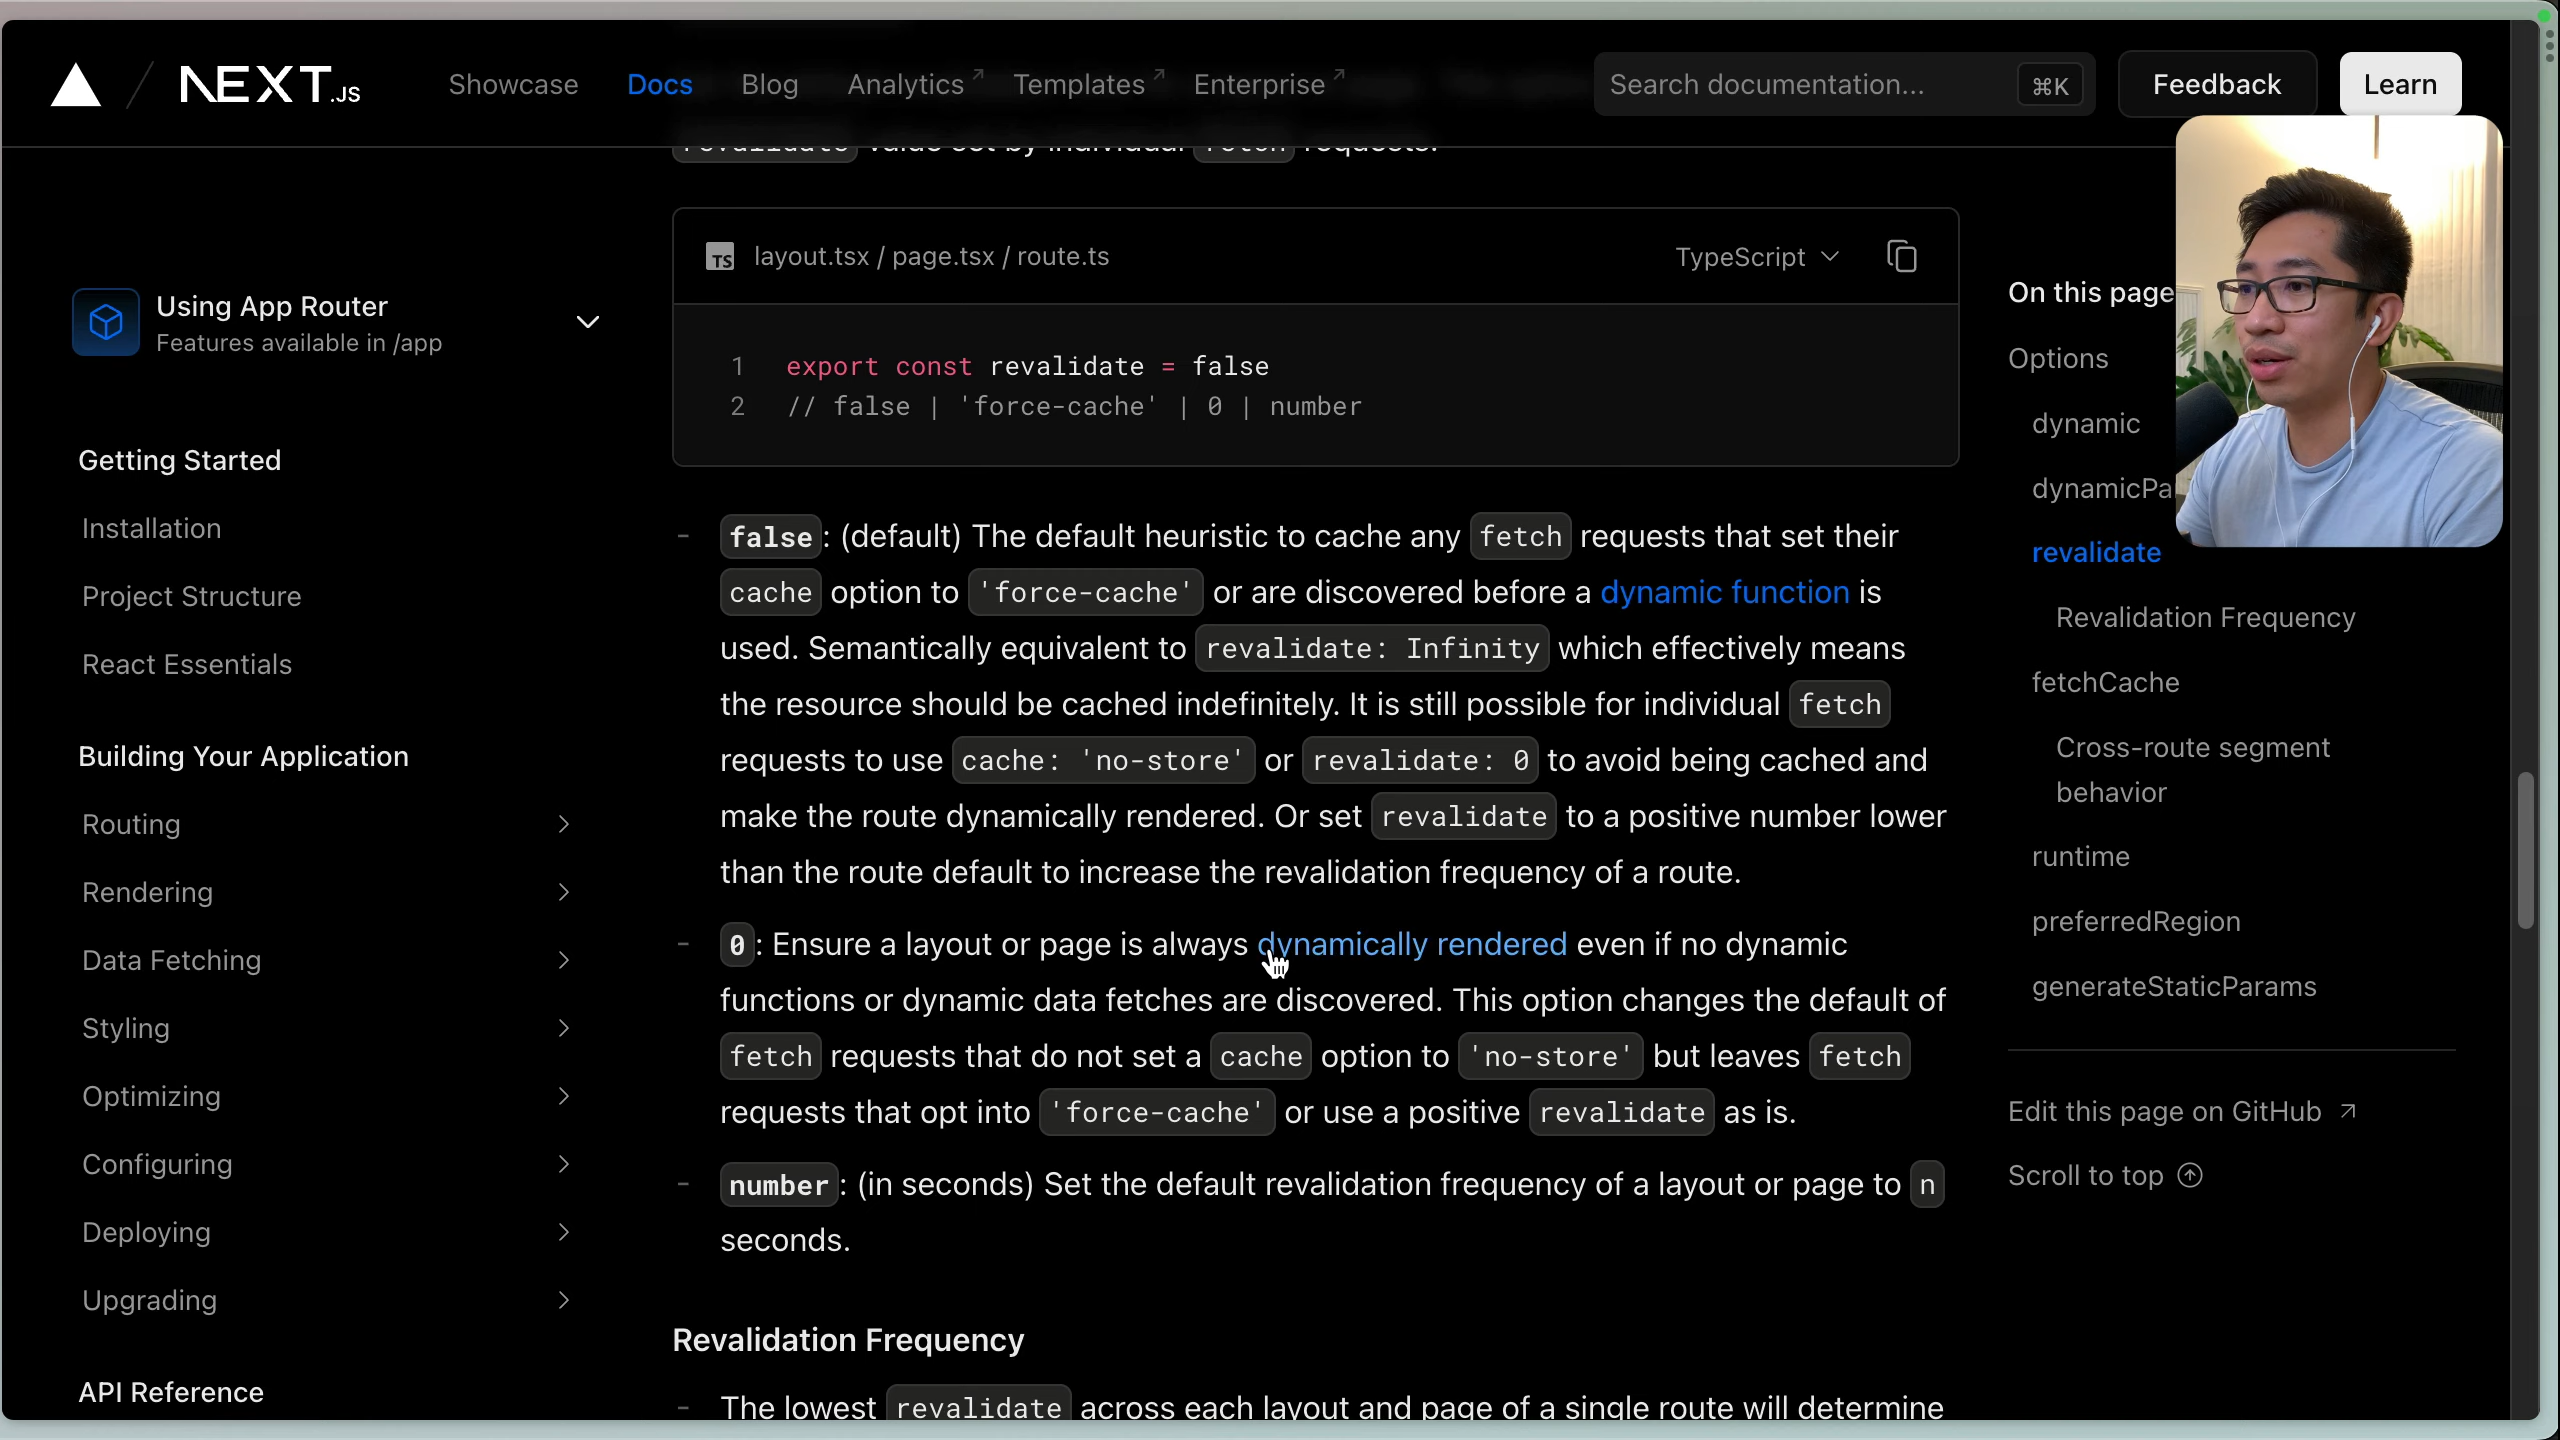 NEXT.JS
Showcase
Docs
Blog
Analytics
Templates
Enterprise
Search documentation...
⌘K
Feedback
Learn
revalidate value set by individual fetch requests.
Using App Router
Features available in /app
Getting Started
Installation
Project Structure
React Essentials
Building Your Application
Routing
Rendering
Data Fetching
Styling
Optimizing
Configuring
Deploying
Upgrading
API Reference
TS
layout.tsx / page.tsx / route.ts
TypeScript
1 export const revalidate = false
2 // false | 'force-cache' | 0 | number
- false: (default) The default heuristic to cache any fetch requests that set their
cache option to 'force-cache' or are discovered before a dynamic function is
used. Semantically equivalent to revalidate: Infinity which effectively means
the resource should be cached indefinitely. It is still possible for individual fetch
requests to use cache: 'no-store' or revalidate: 0 to avoid being cached and
make the route dynamically rendered. Or set revalidate to a positive number lower
than the route default to increase the revalidation frequency of a route.
- 0: Ensure a layout or page is always dynamically rendered even if no dynamic
functions or dynamic data fetches are discovered. This option changes the default of
fetch requests that do not set a cache option to 'no-store' but leaves fetch
requests that opt into 'force-cache' or use a positive revalidate as is.
- number: (in seconds) Set the default revalidation frequency of a layout or page to n
seconds.
Revalidation Frequency
- The lowest revalidate across each layout and page of a single route will determine
On this page
Options
dynamic
dynamicPa
revalidate
Revalidation Frequency
fetchCache
Cross-route segment
behavior
runtime
preferredRegion
generateStaticParams
Edit this page on GitHub
Scroll to top